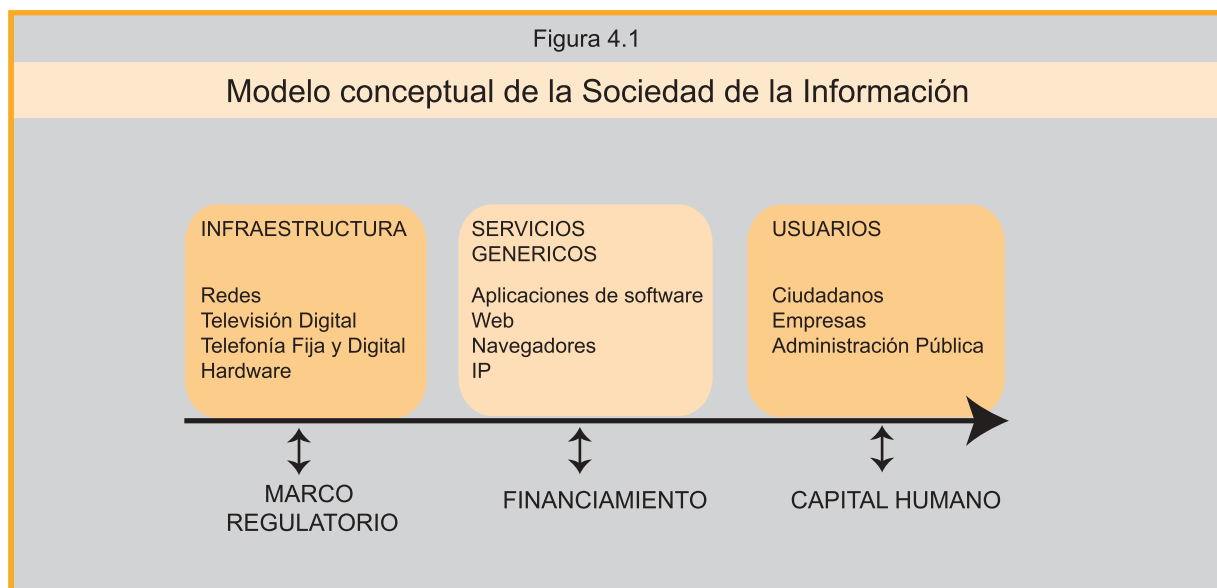 Figura 4.1
Modelo conceptual de la Sociedad de la Información
INFRAESTRUCTURA
Redes
Televisión Digital
Telefonía Fija y Digital
Hardware
SERVICIOS
GENERICOS
Aplicaciones de software
Web
Navegadores
IP
USUARIOS
Ciudadanos
Empresas
Administración Pública
MARCO
REGULATORIO
FINANCIAMIENTO
CAPITAL HUMANO